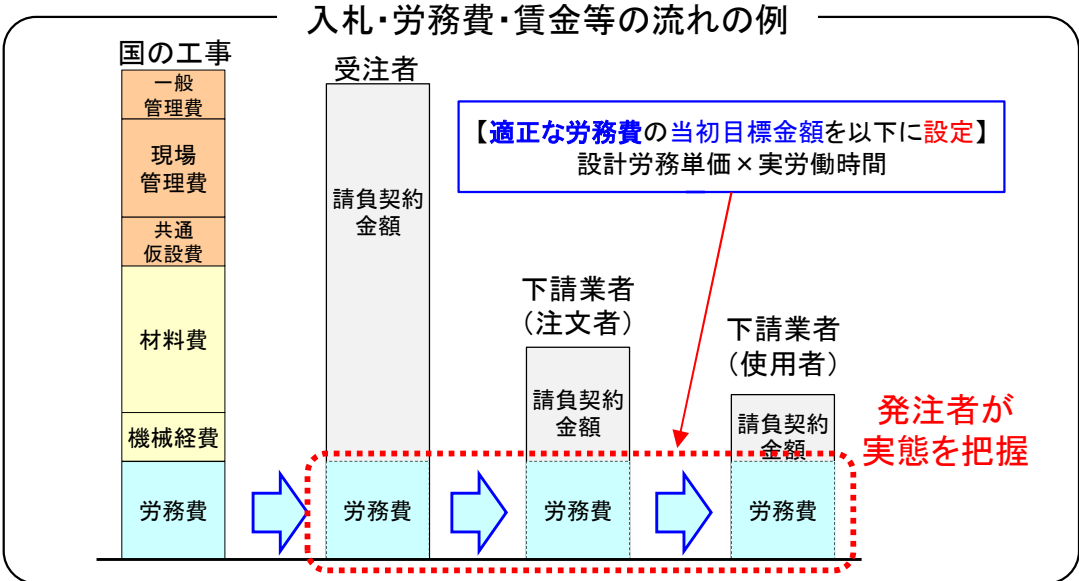 入札・労務費・賃金等の流れの例
国の工事
一般
管理費
現場
管理費
共通
仮設費
材料費
機械経費
労務費
受注者
請負契約
金額
労務費
【適正な労務費の当初目標金額を以下に設定】
設計労務単価×実労働時間
下請業者
（注文者）
請負契約
金額
労務費
下請業者
（使用者）
請負契約
金額
労務費
発注者が
実態を把握